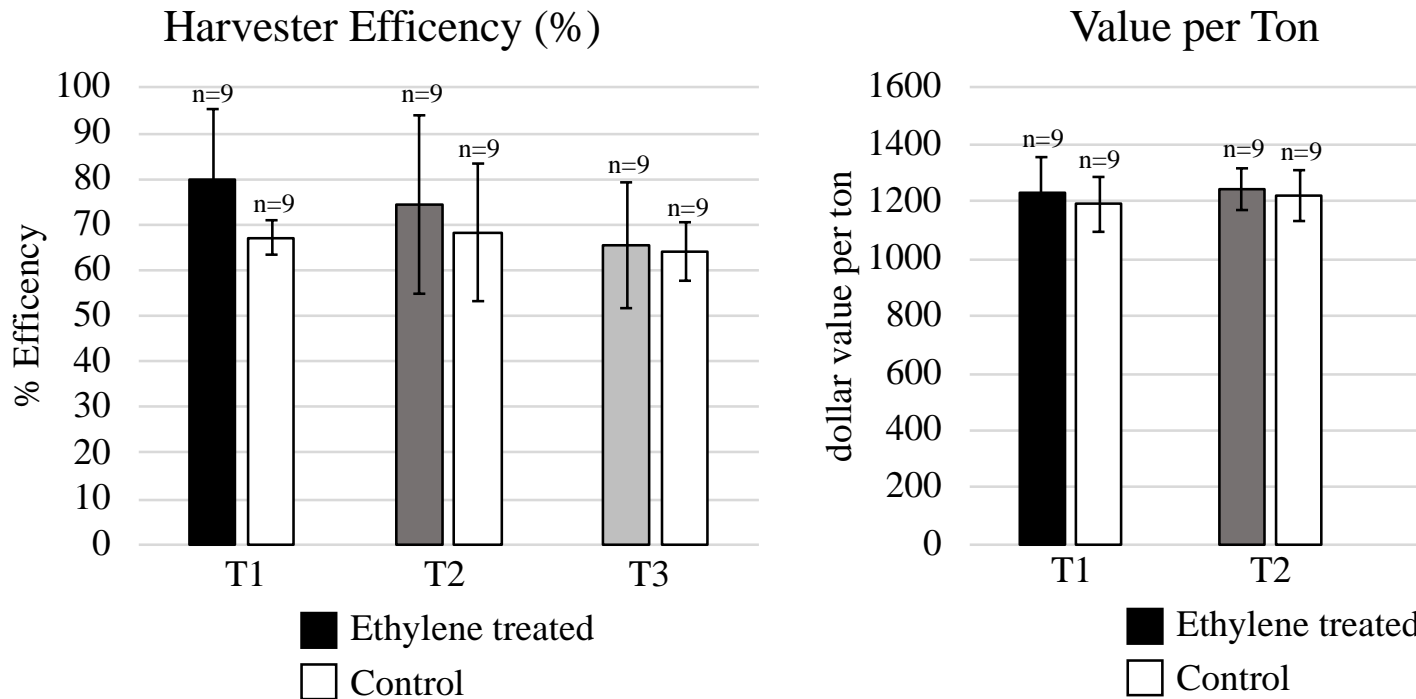 Harvester Efficency (%)
% Efficency
100
90
80
70
60
50
40
30
20
10
0
n=9
n=9
n=9
n=9
n=9
n=9
T1
T2
T3
Ethylene treated
Control
Value per Ton
dollar value per ton
1600
1400
1200
1000
800
600
400
200
0
n=9
n=9
n=9
n=9
T1
T2
Ethylene treated
Control